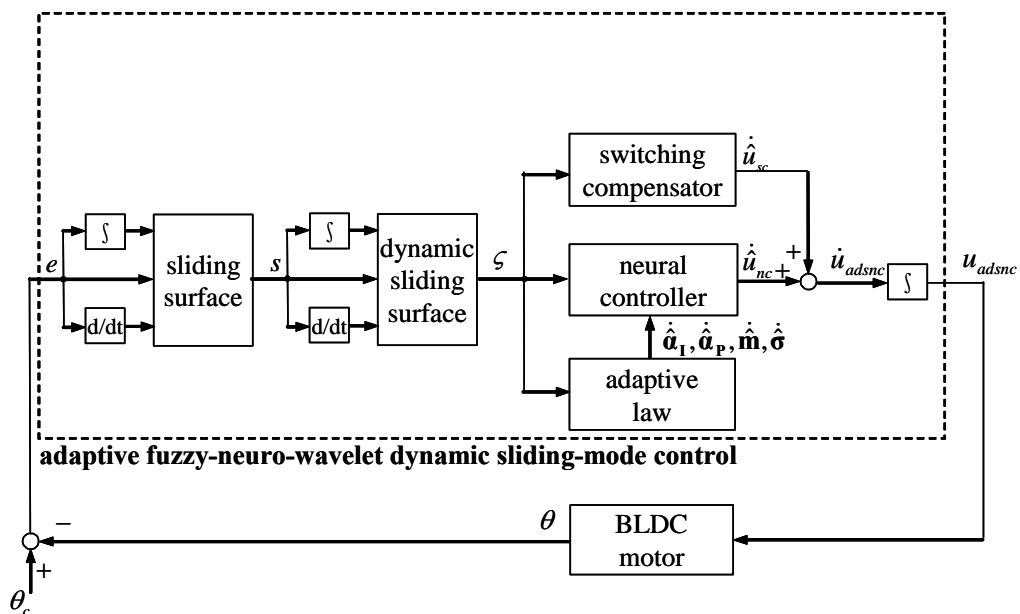 switching
compensator
û̇_sc
∫
∫
e
sliding
surface
s
dynamic
sliding
surface
ς
neural
controller
û̇_nc
+
+
u̇_adsnc
∫
u_adsnc
d/dt
d/dt
α̂̇_I, α̂̇_P, m̂̇, σ̂̇
adaptive
law
adaptive fuzzy-neuro-wavelet dynamic sliding-mode control
−
θ
BLDC
motor
+
θ_c